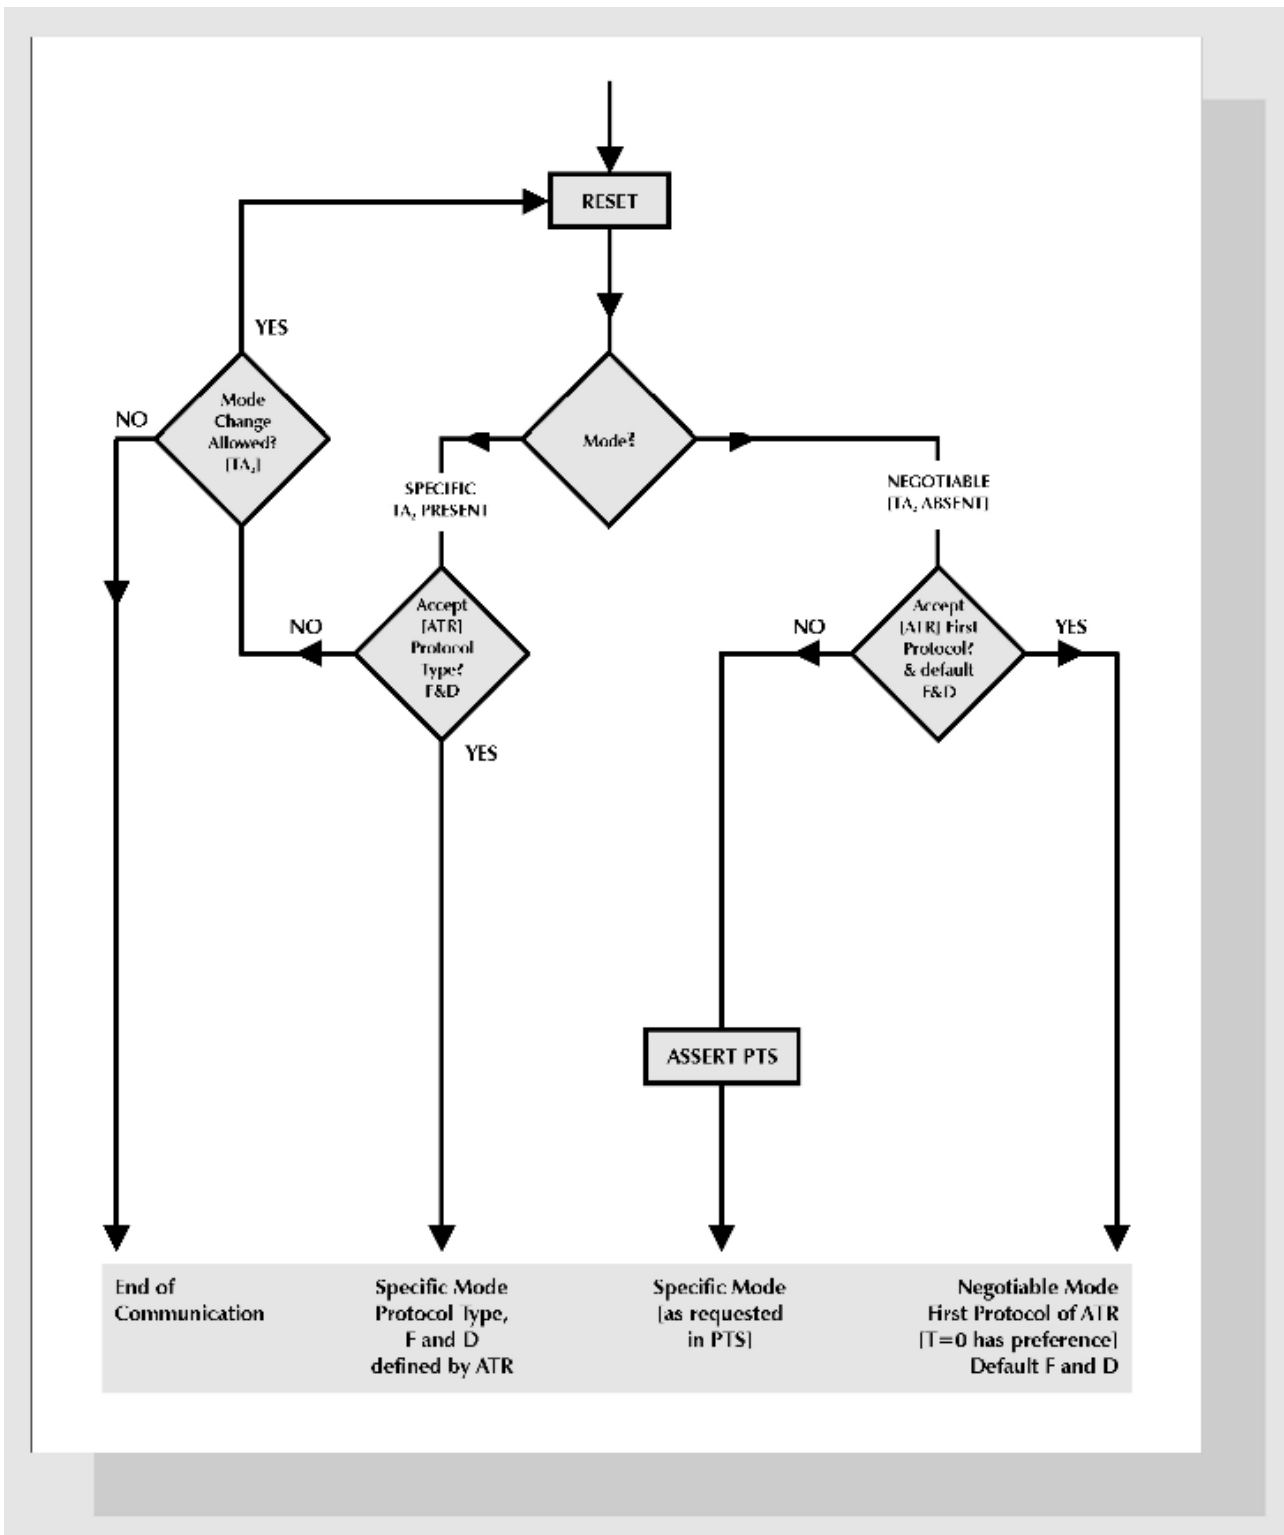 RESET
YES
Mode
Change
Allowed?
[TA₂]
NO
Mode?
SPECIFIC
TA₂ PRESENT
NEGOTIABLE
[TA₂ ABSENT]
Accept
[ATR]
Protocol
Type?
F&D
NO
YES
Accept
[ATR] First
Protocol?
& default
F&D
NO
YES
ASSERT PTS
End of
Communication
Specific Mode
Protocol Type,
F and D
defined by ATR
Specific Mode
[as requested
in PTS]
Negotiable Mode
First Protocol of ATR
[T=0 has preference]
Default F and D